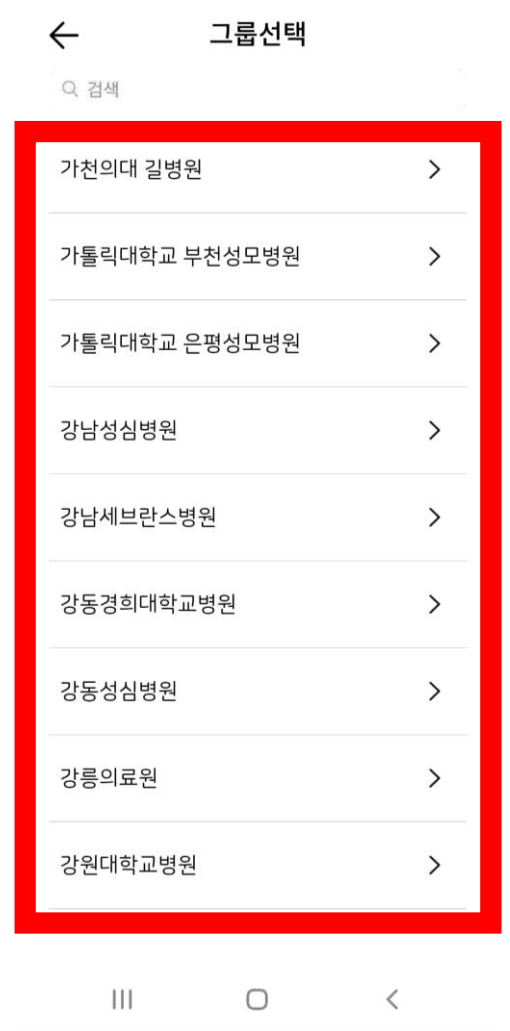 그룹선택
검색
가천의대 길병원
가톨릭대학교 부천성모병원
가톨릭대학교 은평성모병원
강남성심병원
강남세브란스병원
강동경희대학교병원
강동성심병원
강릉의료원
강원대학교병원